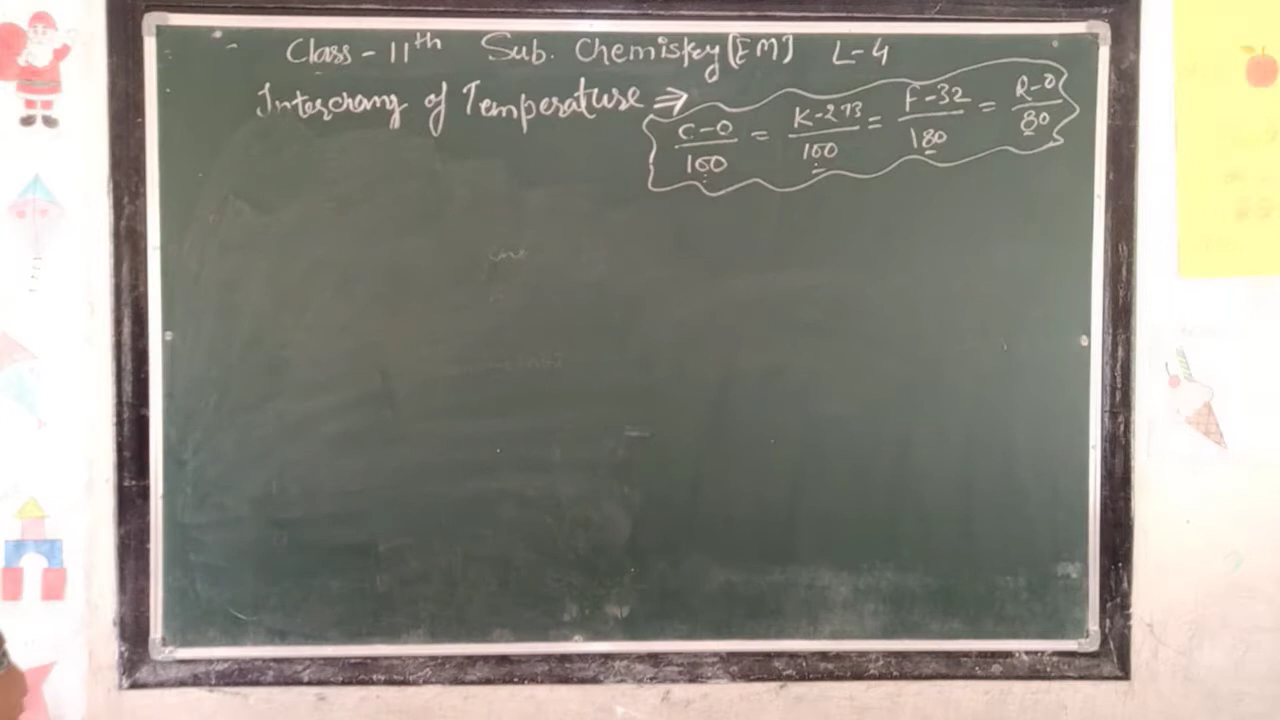 Class - 11th Sub. Chemistry [EM] L-4
Interchang of Temperature ⇒
C-0/100 = K-273/100 = F-32/180 = R-0/80